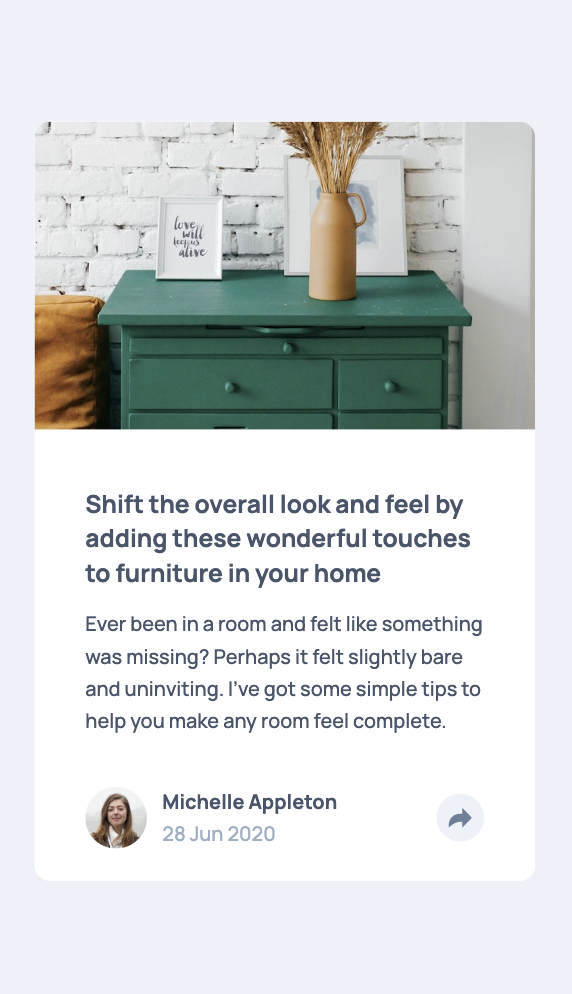 love
will
keep us
alive
Shift the overall look and feel by
adding these wonderful touches
to furniture in your home
Ever been in a room and felt like something
was missing? Perhaps it felt slightly bare
and uninviting. I’ve got some simple tips to
help you make any room feel complete.
Michelle Appleton
28 Jun 2020